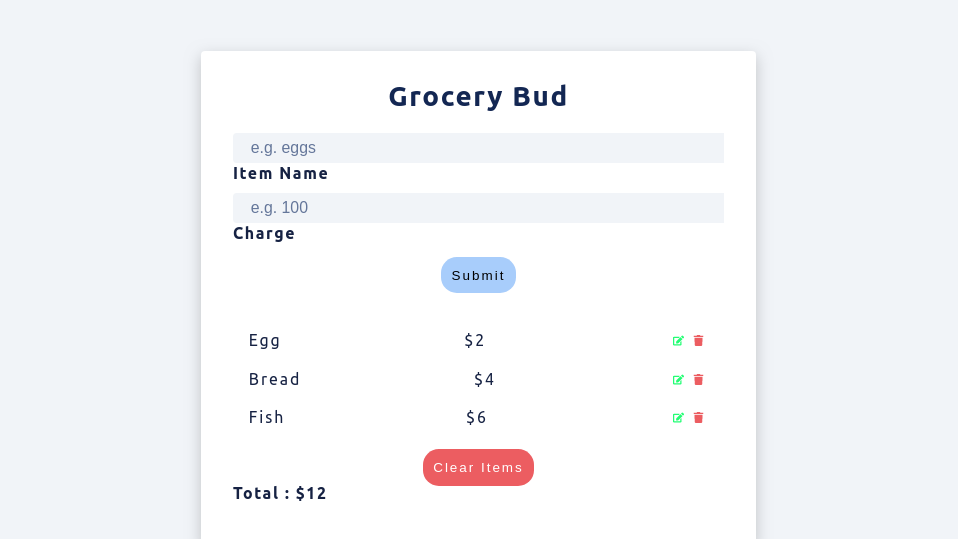 Grocery Bud
e.g. eggs
Item Name
e.g. 100
Charge
Submit
Egg $2
Bread $4
Fish $6
Clear Items
Total : $12